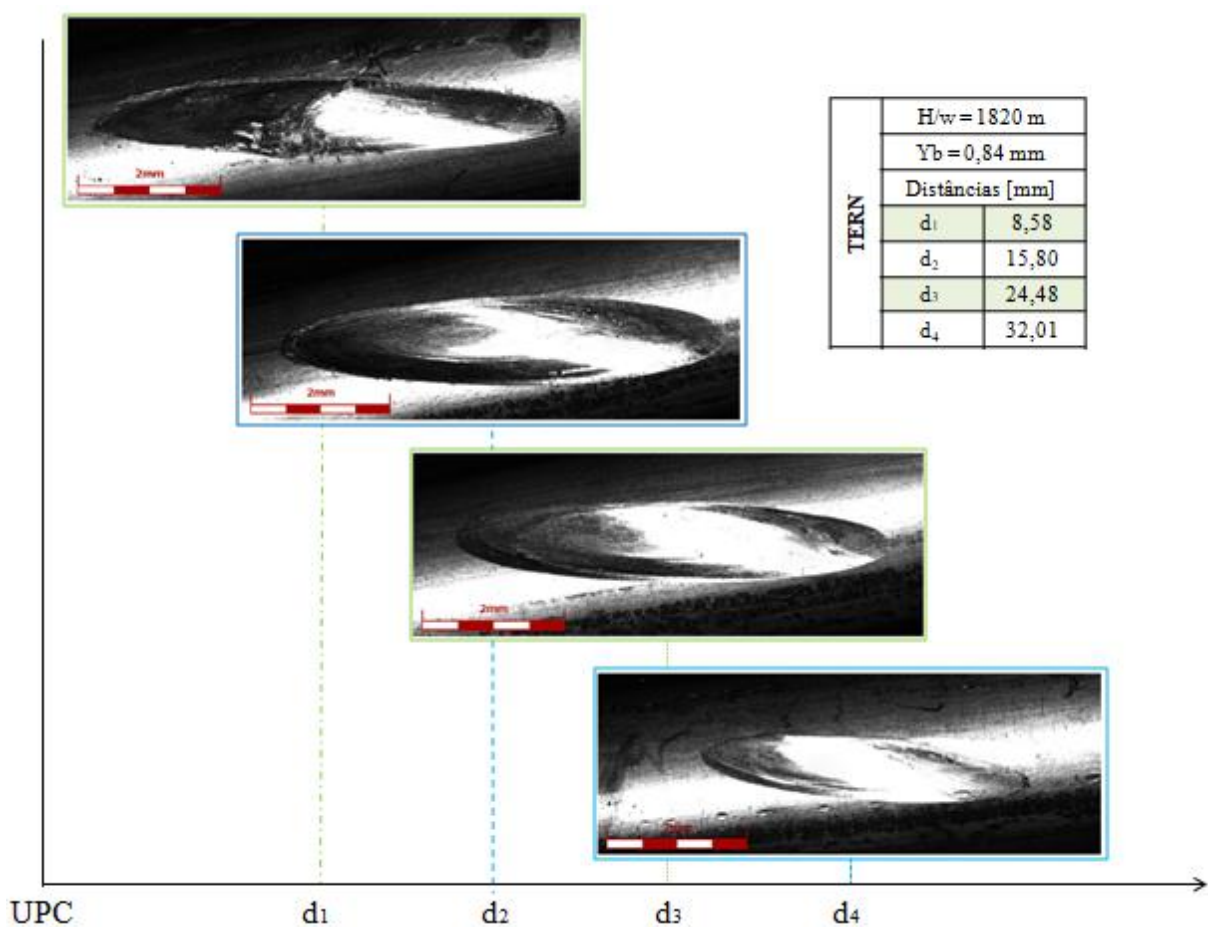 2mm
TERN
H/w = 1820 m
Yb = 0,84 mm
Distâncias [mm]
d1 8,58
d2 15,80
d3 24,48
d4 32,01
2mm
2mm
UPC d1 d2 d3 d4